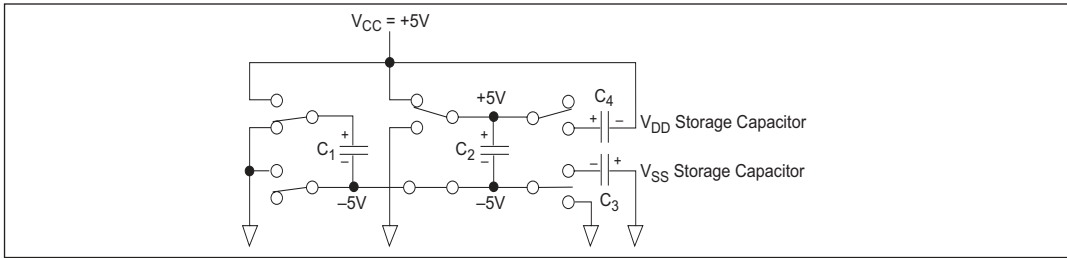 V_CC = +5V
+5V
C_4
+ −
V_DD Storage Capacitor
+
C_1
−
+
C_2
−
− +
V_SS Storage Capacitor
C_3
–5V
–5V